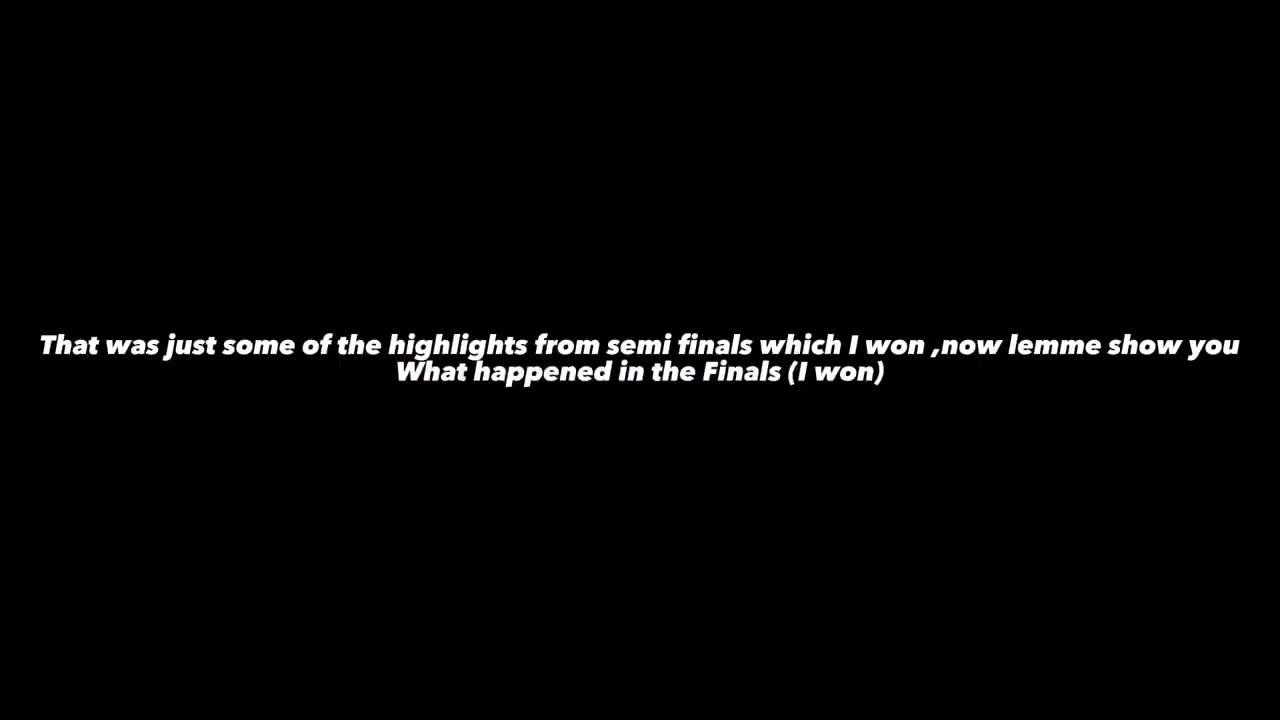 That was just some of the highlights from semi finals which I won ,now lemme show you
What happened in the Finals (I won)